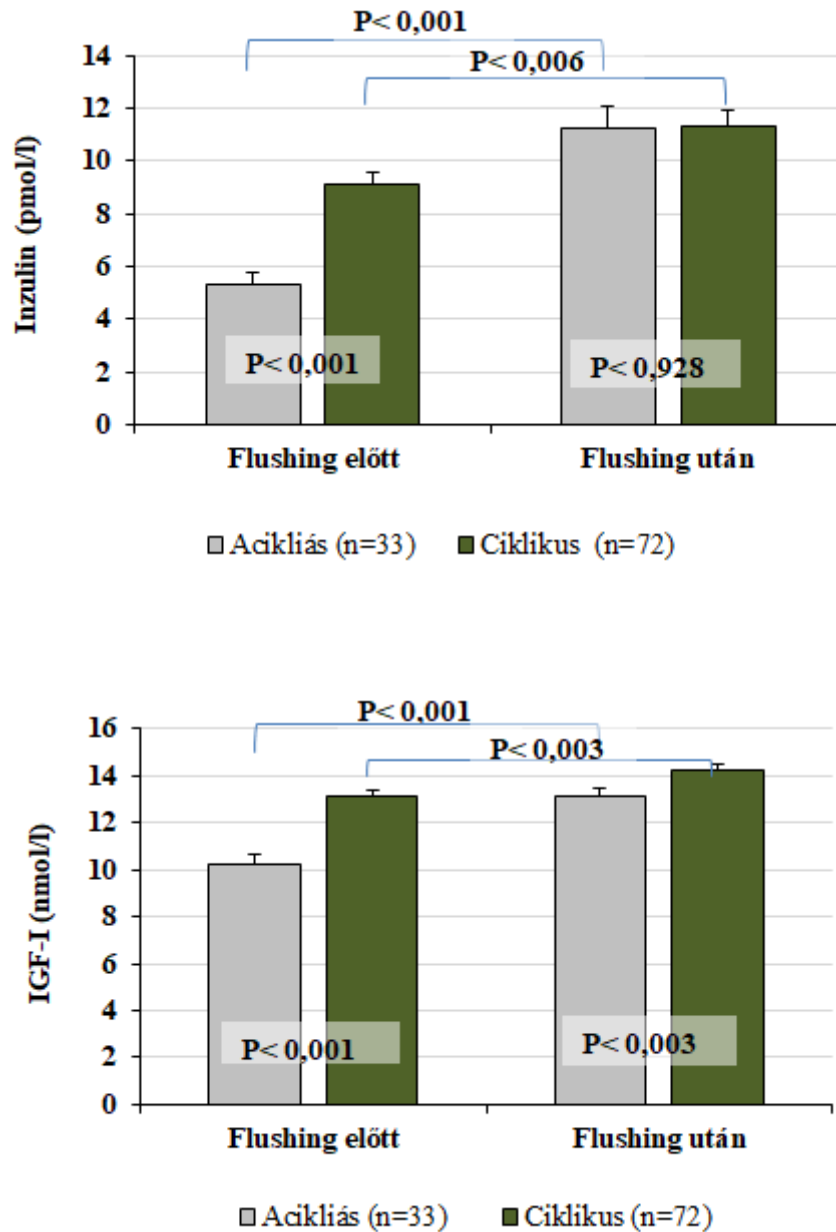 P< 0,001
P< 0,006
14
12
10
8
6
4
2
0
Inzulin (pmol/l)
P< 0,001
P< 0,928
Flushing előtt
Flushing után
Acikliás (n=33)
Ciklikus (n=72)
P< 0,001
P< 0,003
16
14
12
10
8
6
4
2
0
IGF-I (nmol/l)
P< 0,001
P< 0,003
Flushing előtt
Flushing után
Acikliás (n=33)
Ciklikus (n=72)